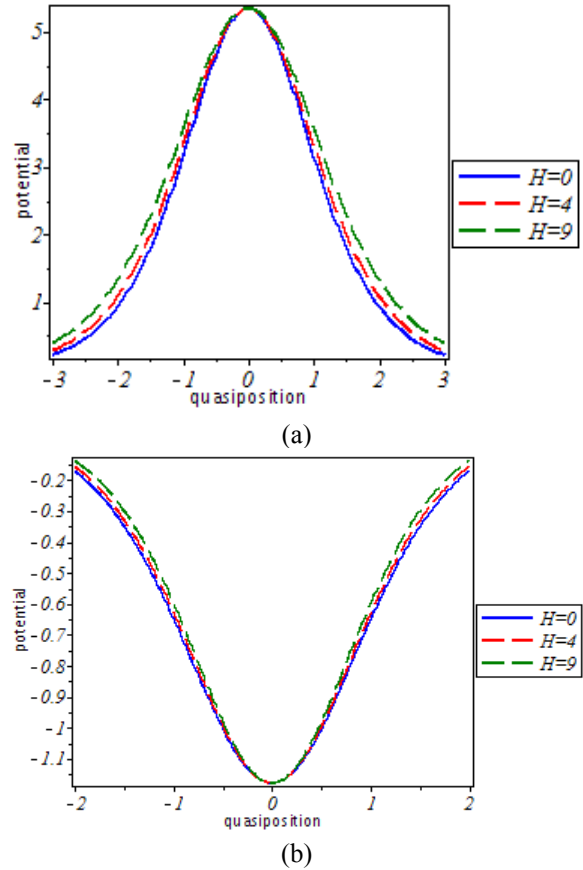 5
4
3
2
1
potential
-3 -2 -1 0 1 2 3
quasiposition
H=0
H=4
H=9
(a)
-0.2
-0.3
-0.4
-0.5
-0.6
-0.7
-0.8
-0.9
-1
-1.1
potential
-2 -1 0 1 2
quasiposition
H=0
H=4
H=9
(b)